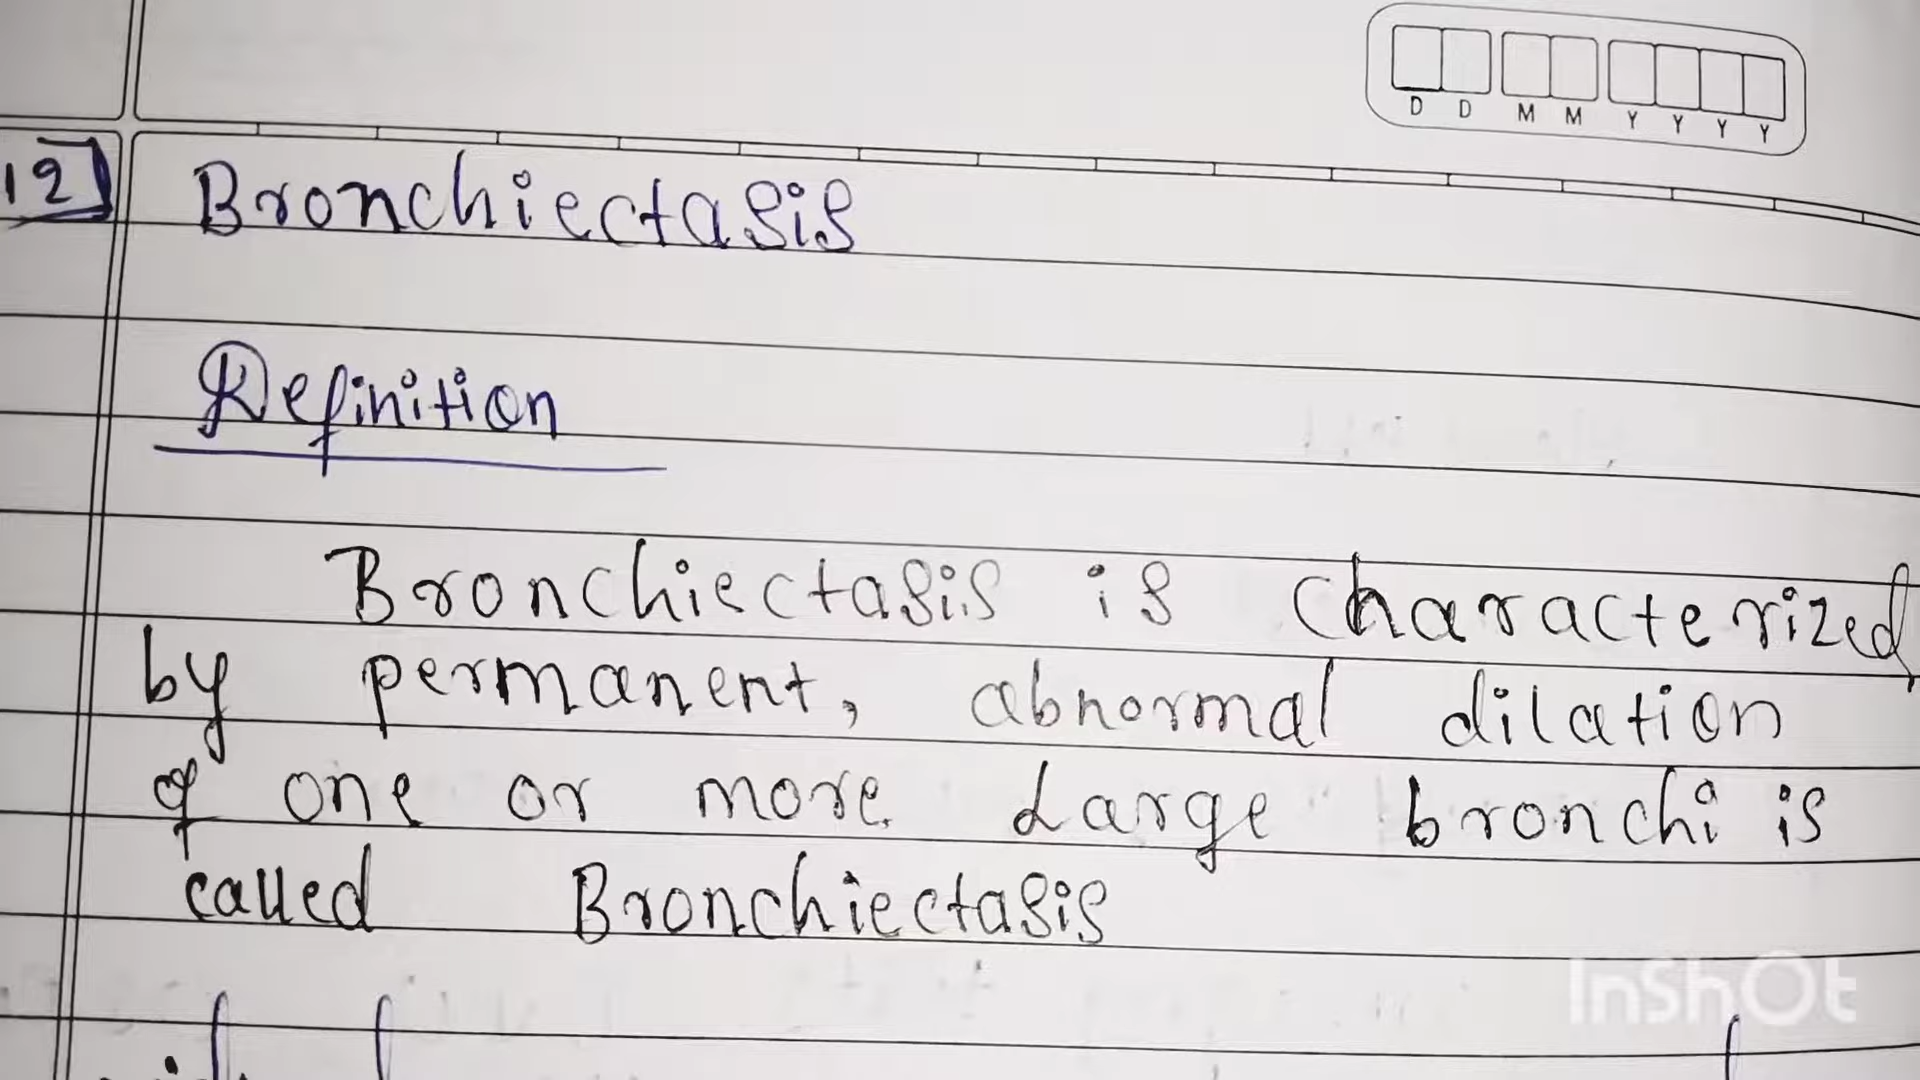 D D M M Y Y Y Y
12] Bronchiectasis
Definition
Bronchiectasis is characterized
by permanent, abnormal dilation
of one or more Large bronchi is
called Bronchiectasis
InShOt